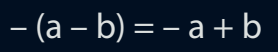 – (a – b) = – a + b